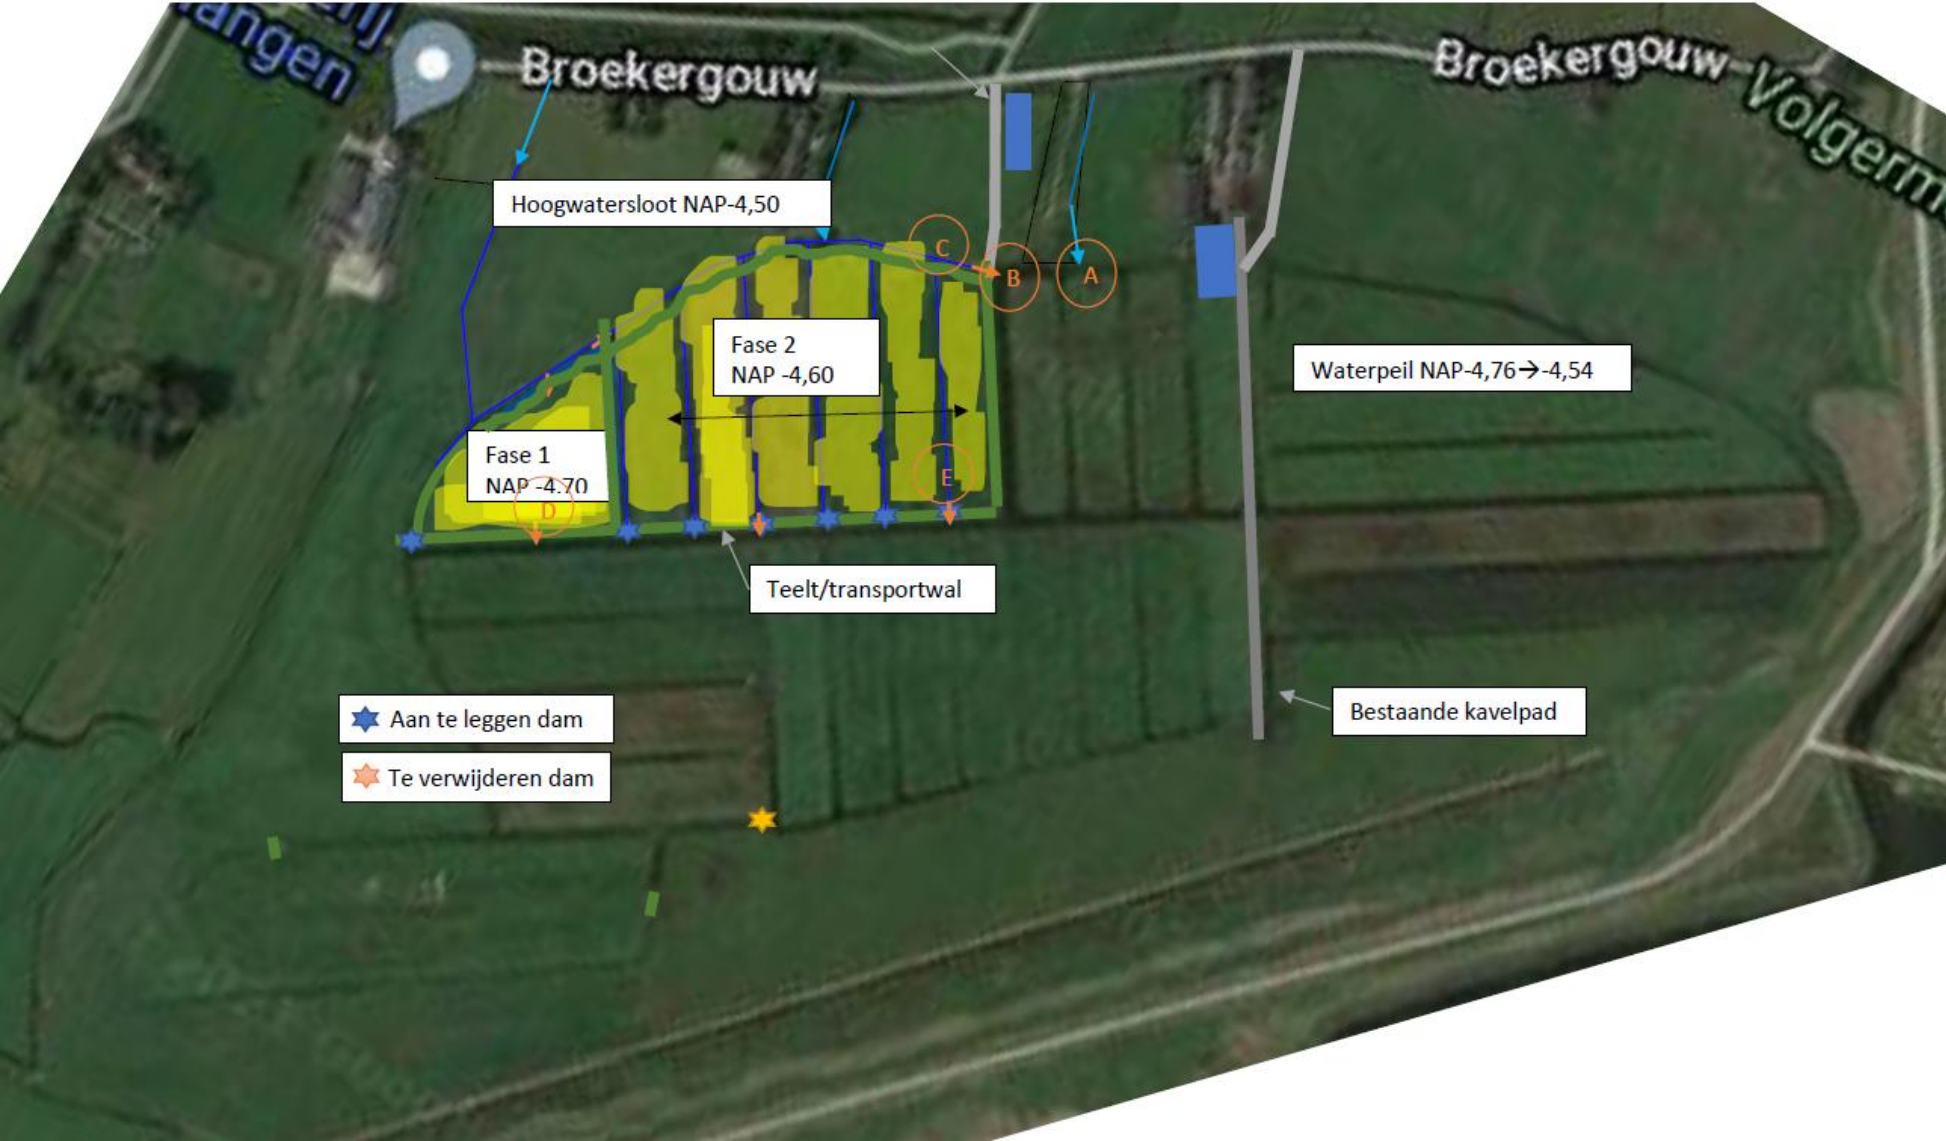 Broekergouw
Broekergouw
Volgerm
angen
Hoogwatersloot NAP-4,50
C
B
A
Fase 2
NAP -4,60
Waterpeil NAP-4,76→-4,54
Fase 1
NAP -4.70
D
E
Teelt/transportwal
Aan te leggen dam
Te verwijderen dam
Bestaande kavelpad